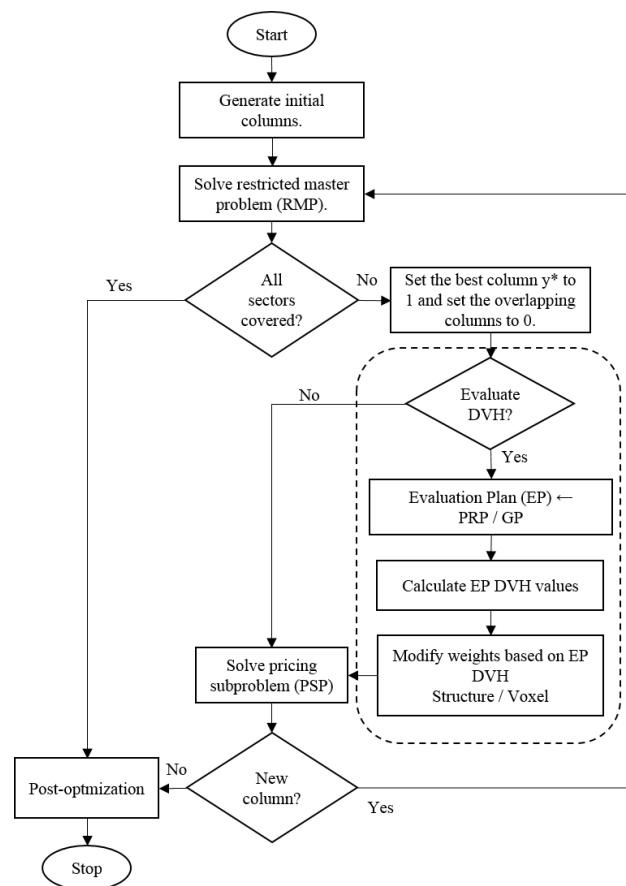 Start
Generate initial
columns.
Solve restricted master
problem (RMP).
All
sectors
covered?
Yes
No
Set the best column y* to
1 and set the overlapping
columns to 0.
Evaluate
DVH?
No
Yes
Evaluation Plan (EP) ←
PRP / GP
Calculate EP DVH values
Modify weights based on EP
DVH
Structure / Voxel
Solve pricing
subproblem (PSP)
New
column?
No
Yes
Post-optmization
Stop